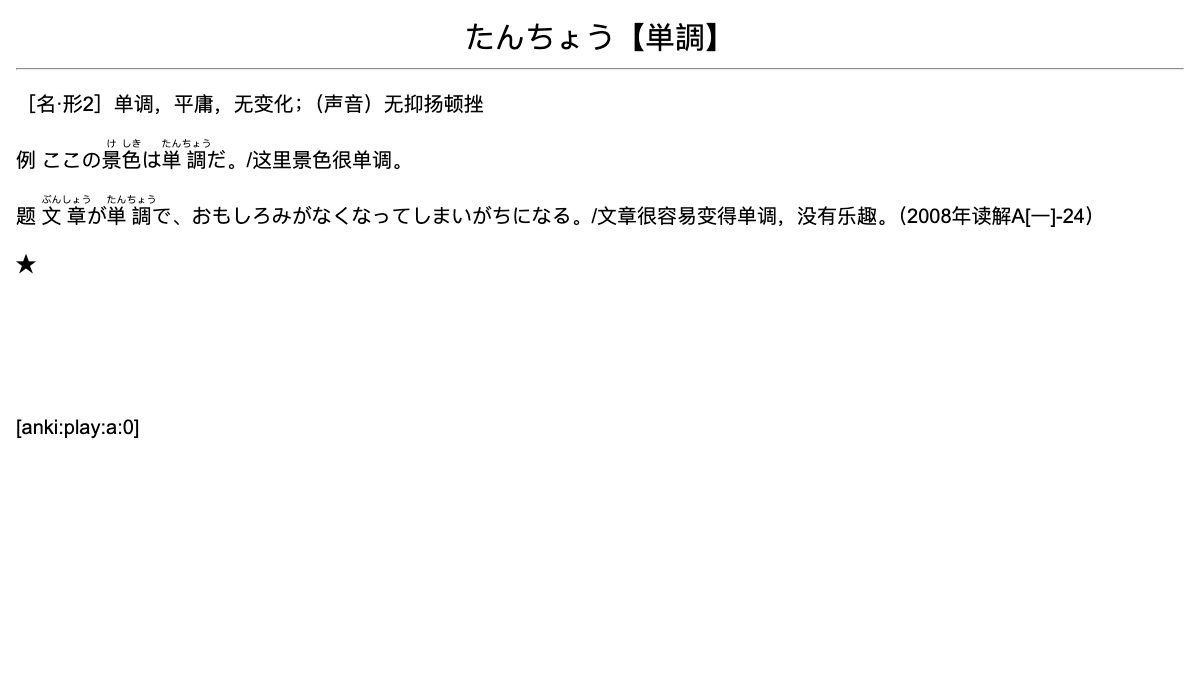 たんちょう【単調】
［名·形2］单调，平庸，无变化；（声音）无抑扬顿挫
け しき たんちょう
例 ここの景色は単調だ。/这里景色很单调。
ぶんしょう たんちょう
题 文章が単調で、おもしろみがなくなってしまいがちになる。/文章很容易变得单调，没有乐趣。（2008年读解A[一]-24）
★
[anki:play:a:0]